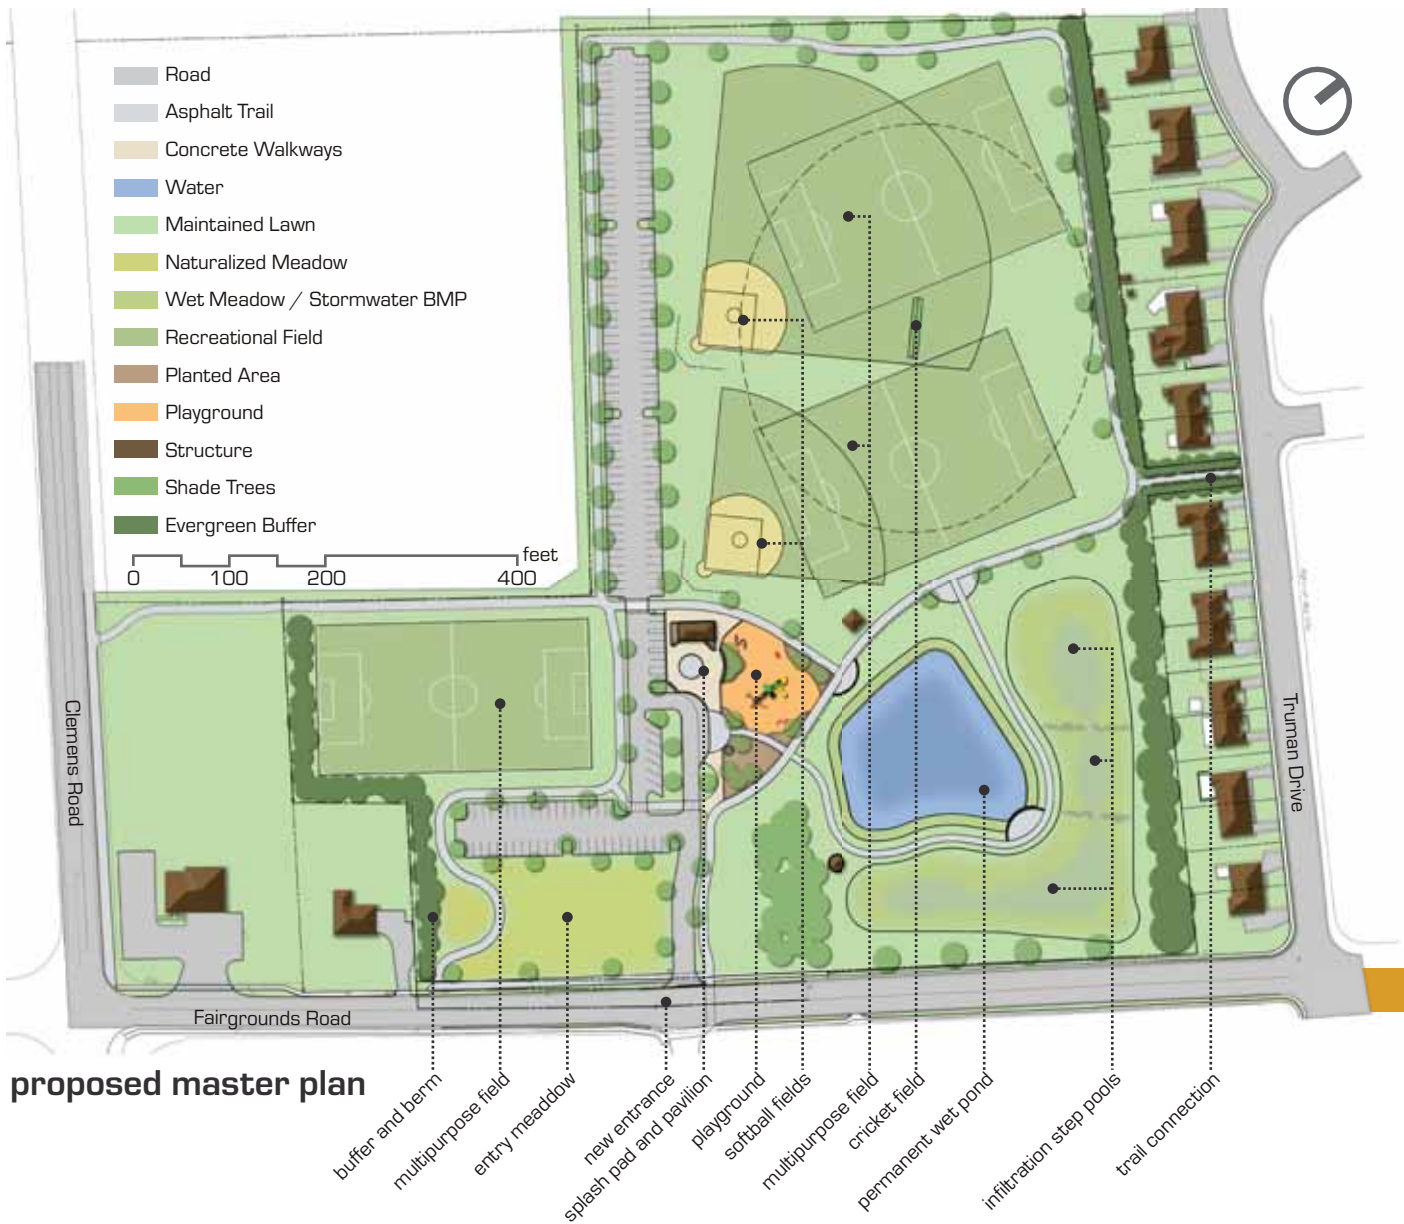 Road
Asphalt Trail
Concrete Walkways
Water
Maintained Lawn
Naturalized Meadow
Wet Meadow / Stormwater BMP
Recreational Field
Planted Area
Playground
Structure
Shade Trees
Evergreen Buffer
feet
0 100 200 400
Clemens Road
Truman Drive
Fairgrounds Road
proposed master plan
buffer and berm
multipurpose field
entry meaddow
new entrance
splash pad and pavilion
playground
softball fields
multipurpose field
cricket field
permanent wet pond
infiltration step pools
trail connection